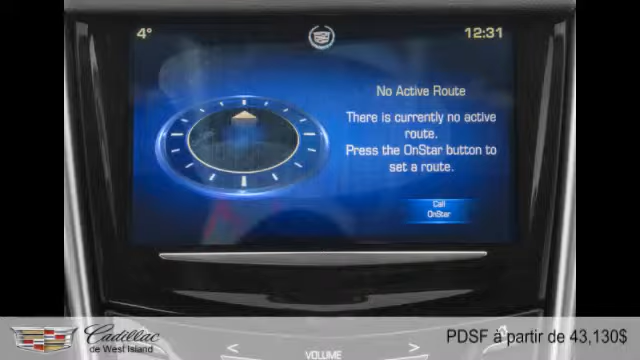 4° 12:31
No Active Route
There is currently no active
route.
Press the OnStar button to
set a route.
Call
OnStar
Cadillac
de West Island
PDSF à partir de 43,130$
< >
VOLUME